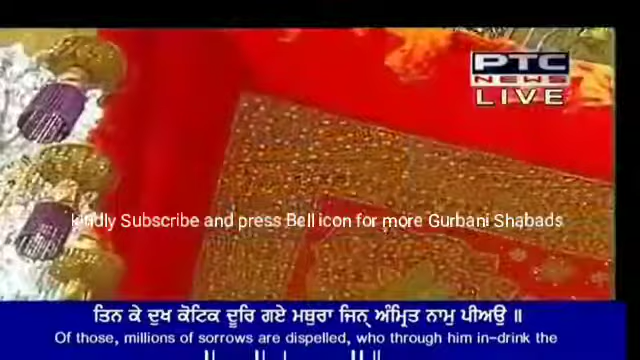 PTC
NEWS
LIVE
kindly Subscribe and press Bell icon for more Gurbani Shabads
ਤਿਨ ਕੇ ਦੁਖ ਕੋਟਿਕ ਦੂਰਿ ਗਏ ਮਥੁਰਾ ਜਿਨ੍ ਅੰਮ੍ਰਿਤ ਨਾਮੁ ਪੀਅਉ ॥
Of those, millions of sorrows are dispelled, who through him in-drink the